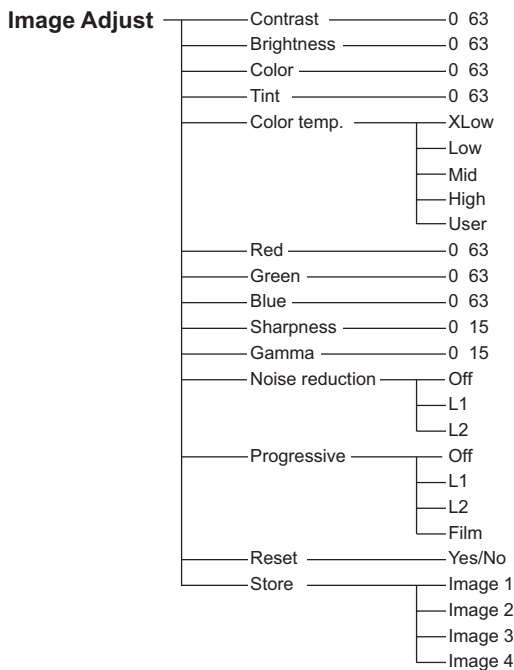 Image Adjust Contrast 0 63
Brightness 0 63
Color 0 63
Tint 0 63
Color temp. XLow
Low
Mid
High
User
Red 0 63
Green 0 63
Blue 0 63
Sharpness 0 15
Gamma 0 15
Noise reduction Off
L1
L2
Progressive Off
L1
L2
Film
Reset Yes/No
Store Image 1
Image 2
Image 3
Image 4